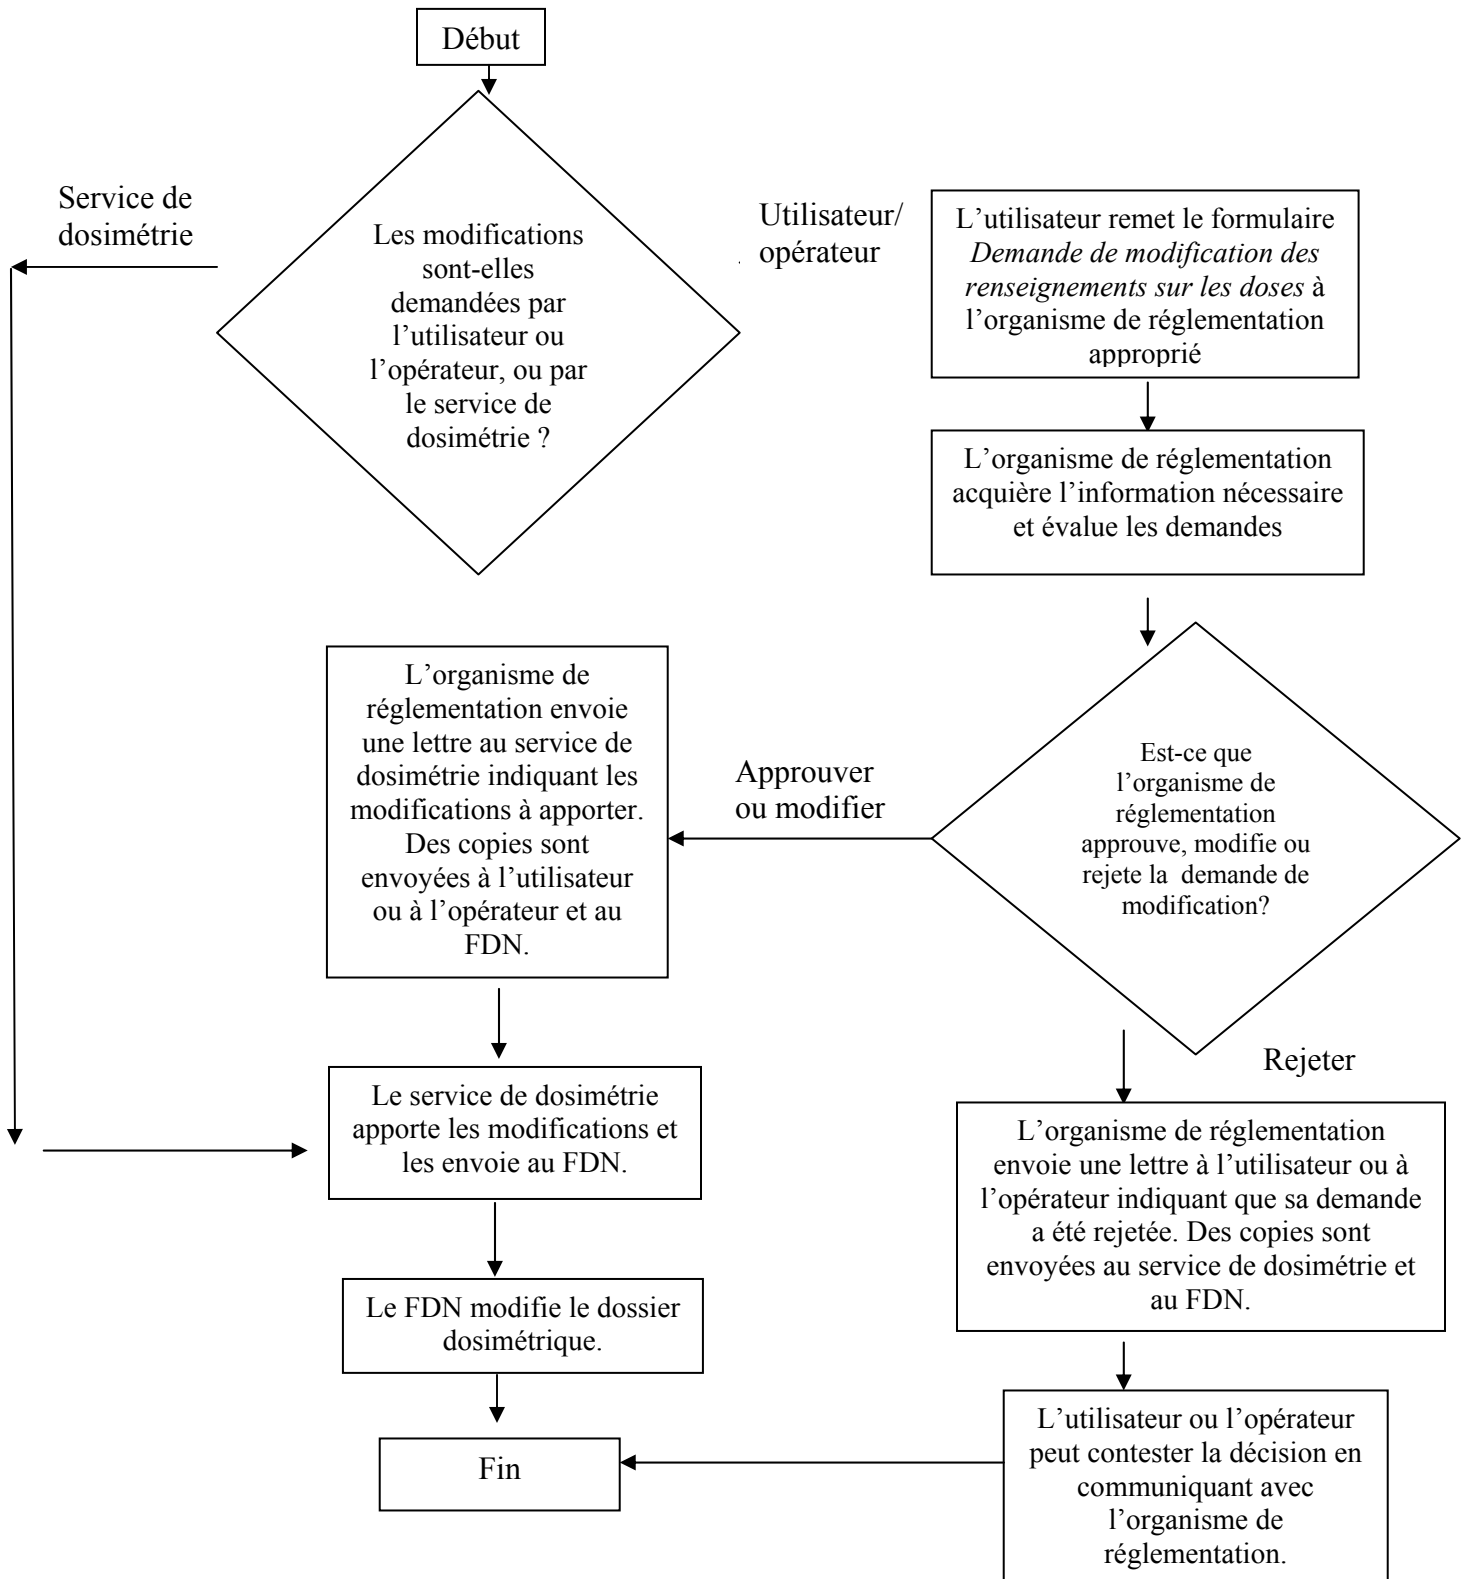 Début
Service de
dosimétrie
Les modifications
sont-elles
demandées par
l’utilisateur ou
l’opérateur, ou par
le service de
dosimétrie ?
Utilisateur/
opérateur
L’utilisateur remet le formulaire
Demande de modification des
renseignements sur les doses à
l’organisme de réglementation
approprié
L’organisme de réglementation
acquière l’information nécessaire
et évalue les demandes
Est-ce que
l’organisme de
réglementation
approuve, modifie ou
rejete la demande de
modification?
Approuver
ou modifier
L’organisme de
réglementation envoie
une lettre au service de
dosimétrie indiquant les
modifications à apporter.
Des copies sont
envoyées à l’utilisateur
ou à l’opérateur et au
FDN.
Rejeter
Le service de dosimétrie
apporte les modifications et
les envoie au FDN.
L’organisme de réglementation
envoie une lettre à l’utilisateur ou à
l’opérateur indiquant que sa demande
a été rejetée. Des copies sont
envoyées au service de dosimétrie et
au FDN.
Le FDN modifie le dossier
dosimétrique.
L’utilisateur ou l’opérateur
peut contester la décision en
communiquant avec
l’organisme de
réglementation.
Fin